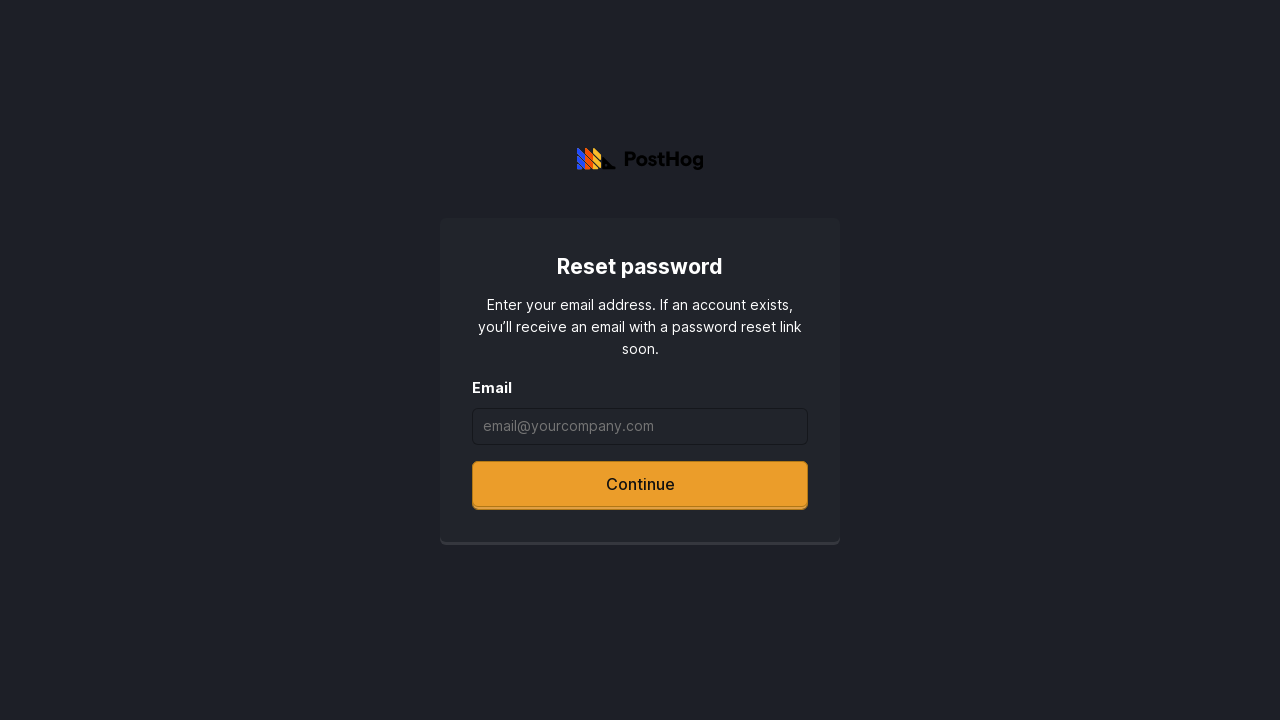 PostHog
Reset password
Enter your email address. If an account exists,
you’ll receive an email with a password reset link
soon.
Email
email@yourcompany.com
Continue